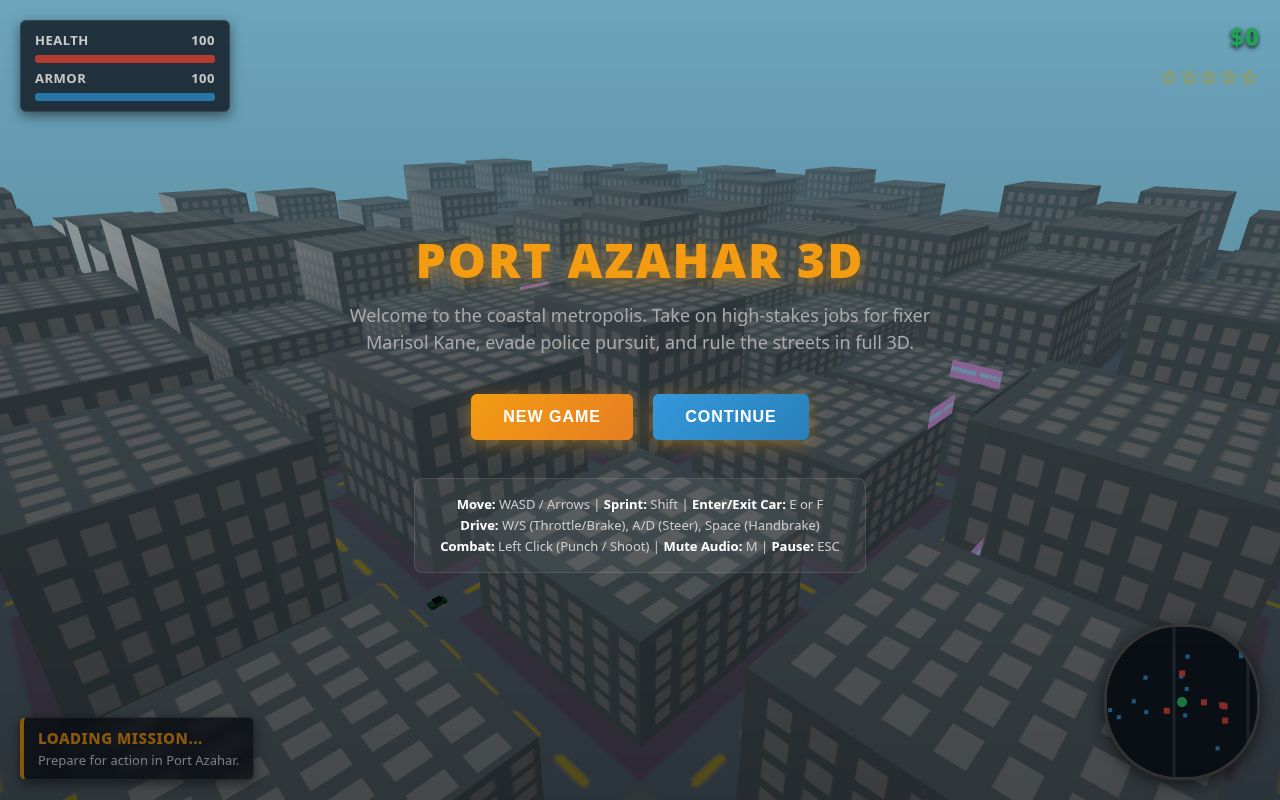 HEALTH 100
ARMOR 100
$0
☆☆☆☆☆
PORT AZAHAR 3D
Welcome to the coastal metropolis. Take on high-stakes jobs for fixer
Marisol Kane, evade police pursuit, and rule the streets in full 3D.
NEW GAME CONTINUE
Move: WASD / Arrows | Sprint: Shift | Enter/Exit Car: E or F
Drive: W/S (Throttle/Brake), A/D (Steer), Space (Handbrake)
Combat: Left Click (Punch / Shoot) | Mute Audio: M | Pause: ESC
LOADING MISSION...
Prepare for action in Port Azahar.